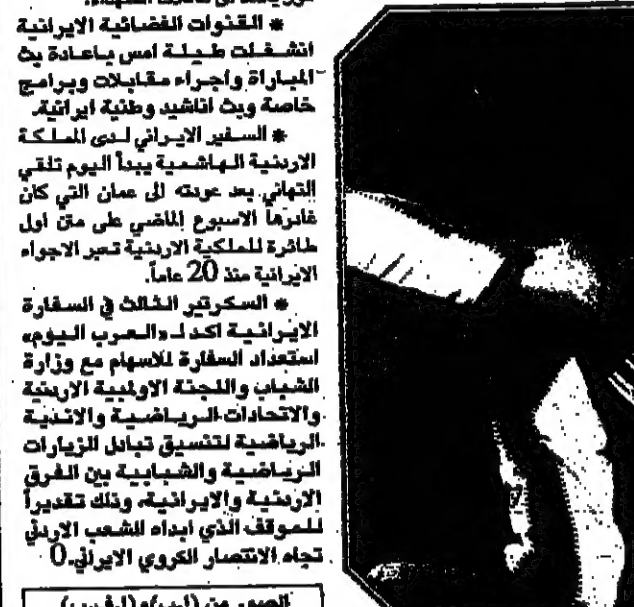 * القنوات الفضائية الايرانية
انشغلت طيلة امس باعادة بث
المباراة واجراء مقابلات وبرامج
خاصة وبث اناشيد وطنية ايرانية.
* السفير الايراني لدى المملكة
الاردنية الهاشمية يبدأ اليوم تلقي
التهاني بعد عودته الى عمان التي كان
غادرها الاسبوع الماضي على متن اول
طائرة للملكية الاردنية تعبر الاجواء
الايرانية منذ 20 عاماً.
* السكرتير الثالث في السفارة
الايرانية اكد لـ «العرب اليوم»
استعداد السفارة للاسهام مع وزارة
الشباب واللجنة الاولمبية الاردنية
والاتحادات الرياضية والاندية
الرياضية لتنسيق تبادل الزيارات
الرياضية والشبابية بين الفرق
الاردنية والايرانية، وذلك تقديراً
للموقف الذي ابداه الشعب الاردني
تجاه الانتصار الكروي الايراني.0
الصور من (ا.ب) و(ا.ف.ب)